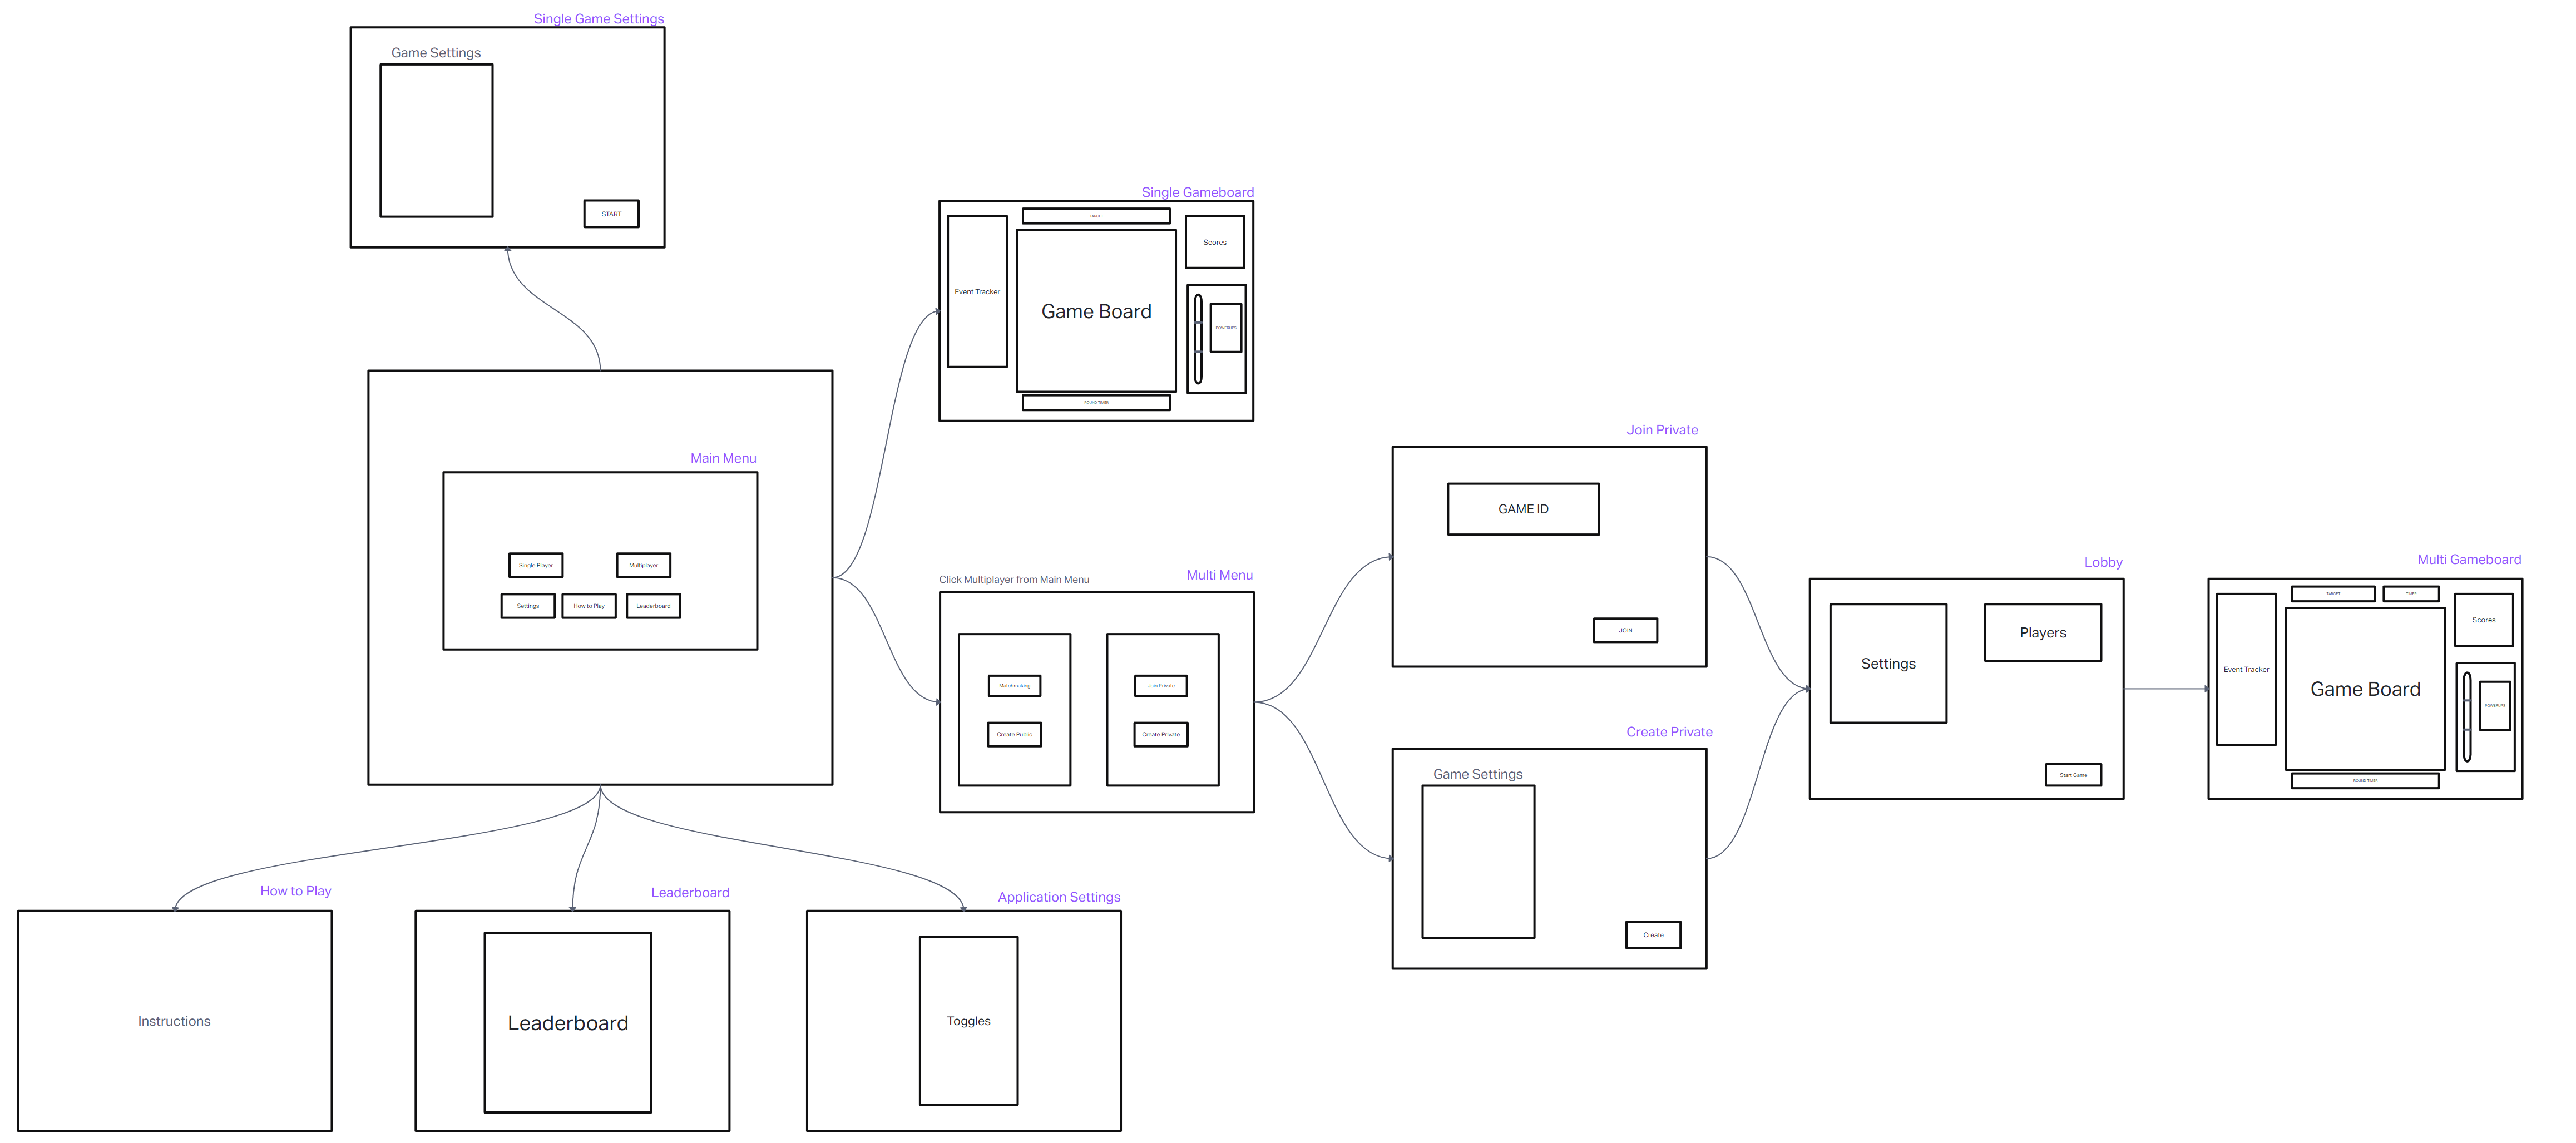 Single Game Settings
Game Settings
START
Single Gameboard
TARGET
Scores
Event Tracker
Game Board
POWERUPS
ROUND TIMER
Main Menu
Single Player
Multiplayer
Settings
How to Play
Leaderboard
Click Multiplayer from Main Menu
Multi Menu
Matchmaking
Join Private
Create Public
Create Private
Join Private
GAME ID
JOIN
Create Private
Game Settings
Create
Lobby
Settings
Players
Start Game
Multi Gameboard
TARGET
Scores
Event Tracker
Game Board
POWERUPS
ROUND TIMER
How to Play
Instructions
Leaderboard
Leaderboard
Application Settings
Toggles